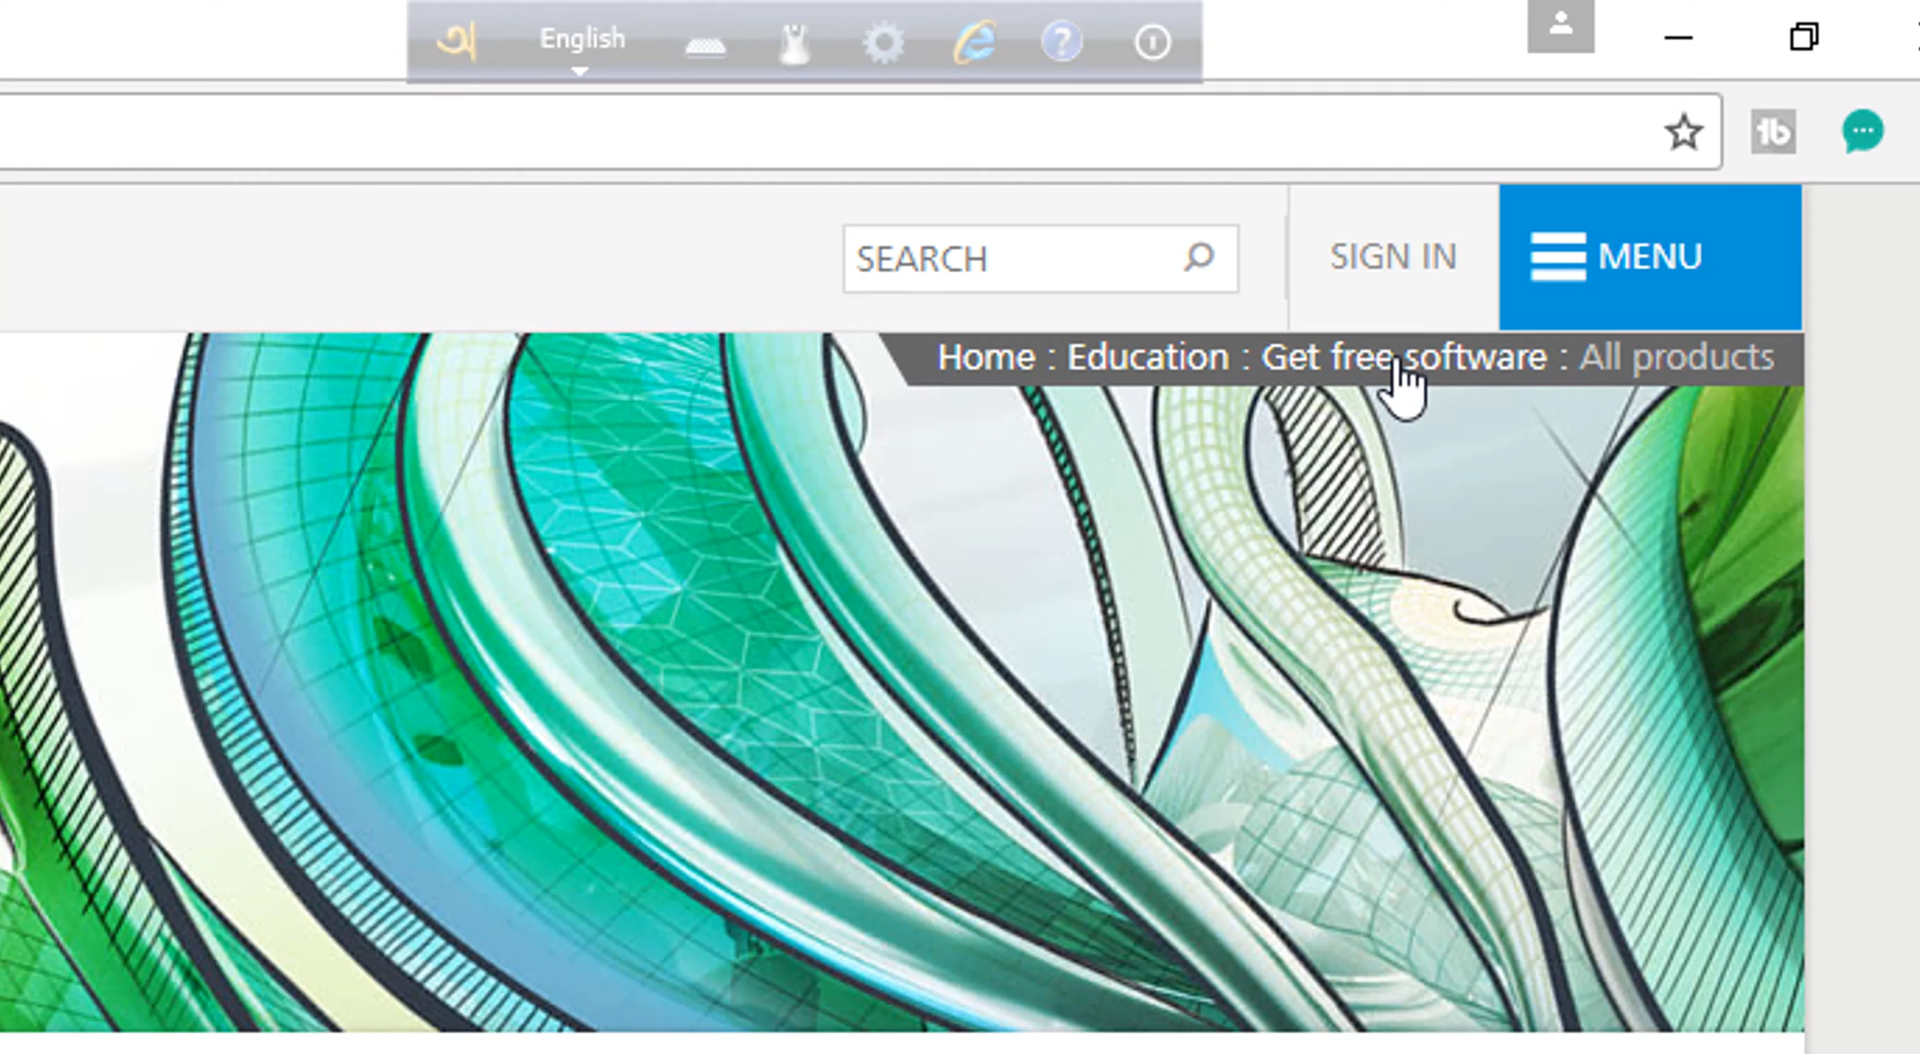 অ English
SEARCH
SIGN IN
MENU
Home : Education : Get free software : All products